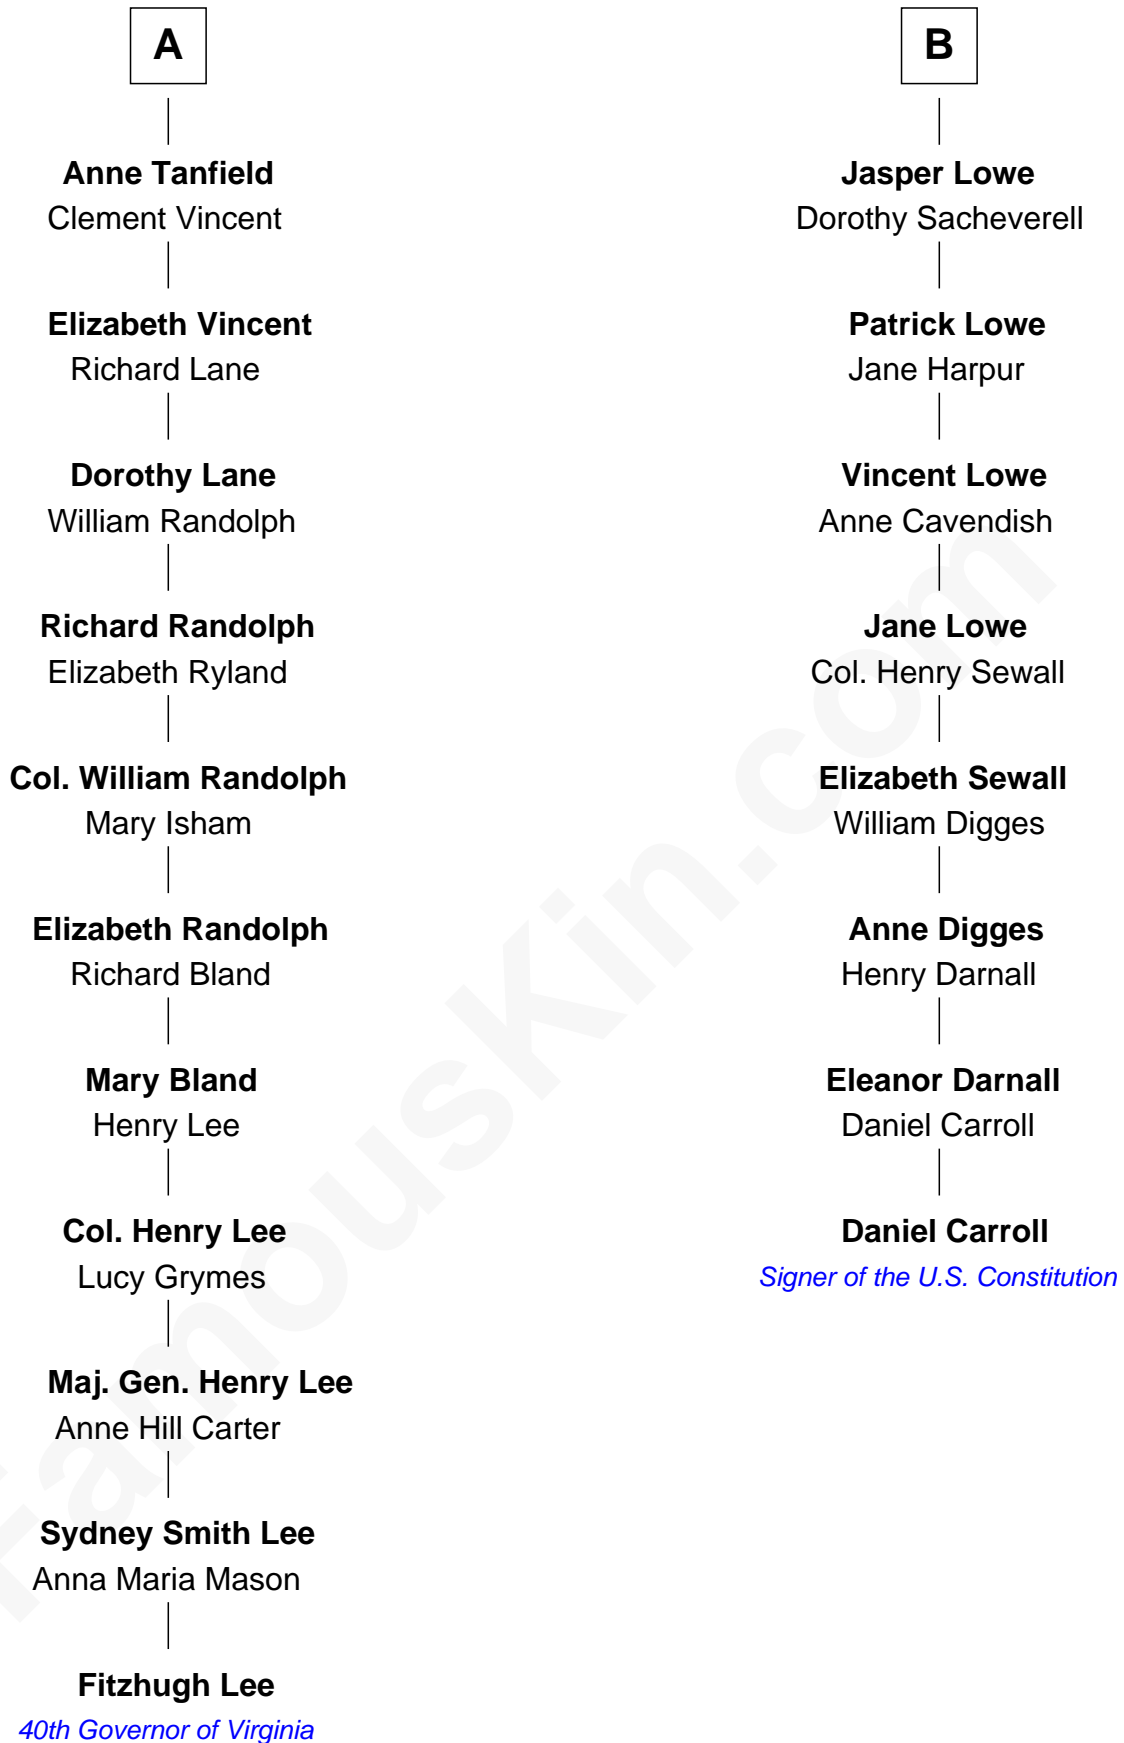 A
Anne Tanfield
Clement Vincent
Elizabeth Vincent
Richard Lane
Dorothy Lane
William Randolph
Richard Randolph
Elizabeth Ryland
Col. William Randolph
Mary Isham
Elizabeth Randolph
Richard Bland
Mary Bland
Henry Lee
Col. Henry Lee
Lucy Grymes
Maj. Gen. Henry Lee
Anne Hill Carter
Sydney Smith Lee
Anna Maria Mason
Fitzhugh Lee
40th Governor of Virginia
B
Jasper Lowe
Dorothy Sacheverell
Patrick Lowe
Jane Harpur
Vincent Lowe
Anne Cavendish
Jane Lowe
Col. Henry Sewall
Elizabeth Sewall
William Digges
Anne Digges
Henry Darnall
Eleanor Darnall
Daniel Carroll
Daniel Carroll
Signer of the U.S. Constitution
FamousKin.com